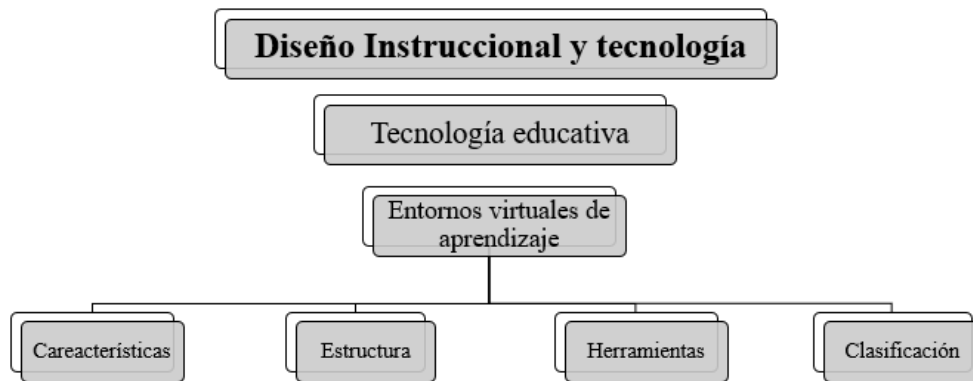 Diseño Instruccional y tecnología
Tecnología educativa
Entornos virtuales de
aprendizaje
Careacterísticas
Estructura
Herramientas
Clasificación